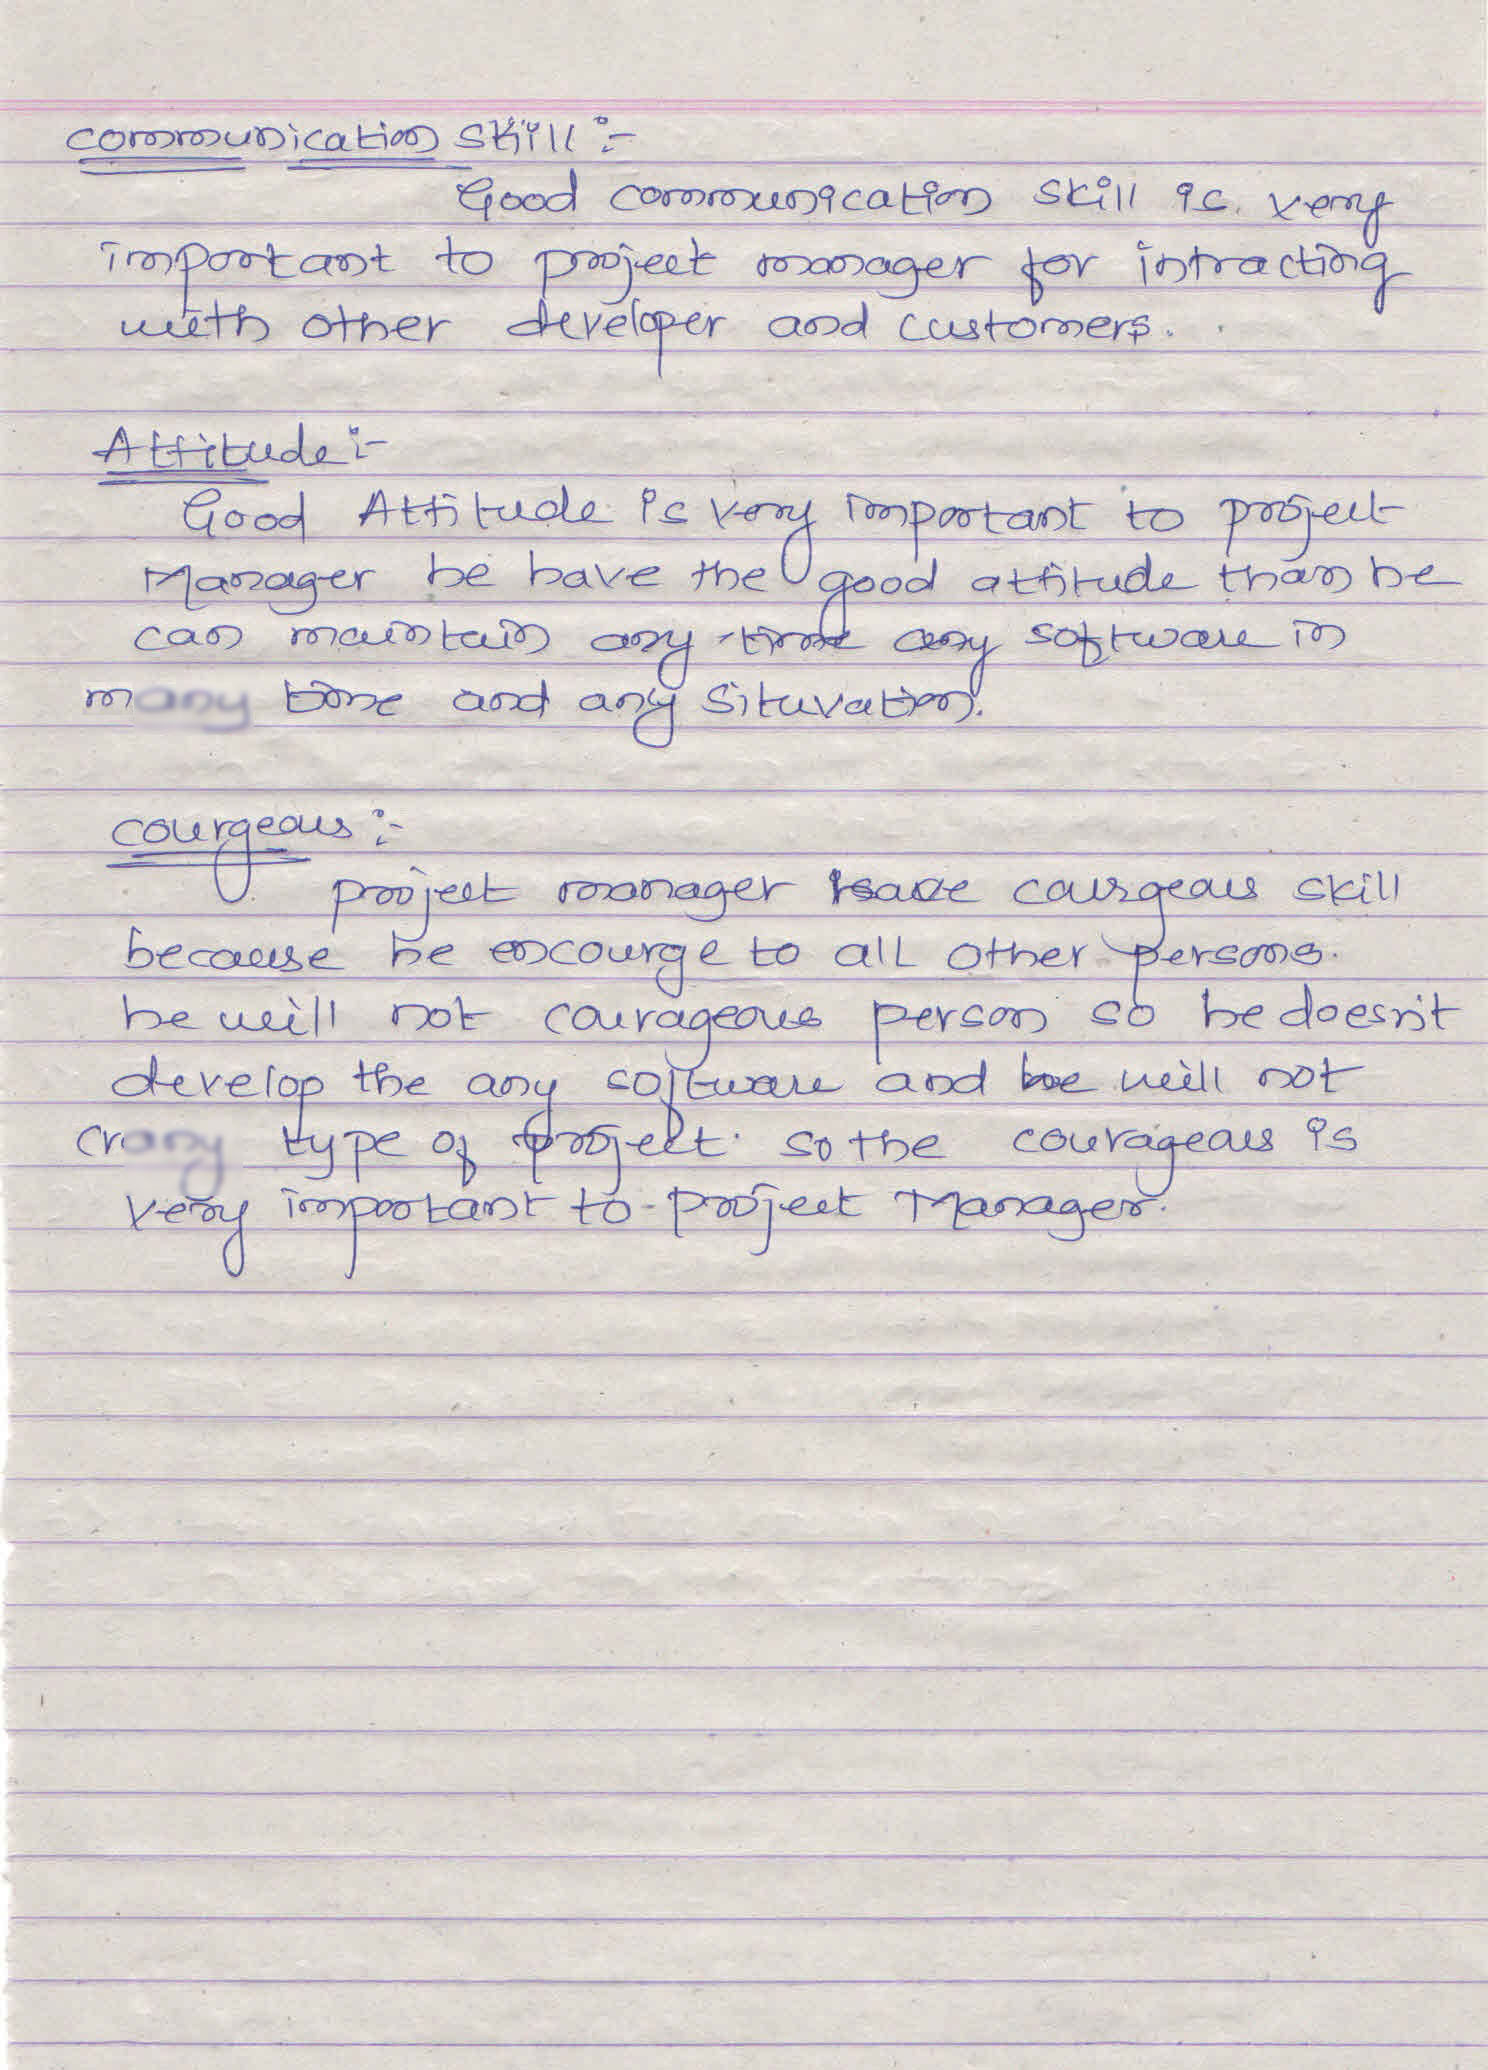 communication skill :-
Good communication skill is very
important to project manager for intracting
with other developer and customers.
Attitude :-
Good Attitude is very important to project
Manager he have the good attitude than he
can maintain any time any software in
time and any situvation.
courgeous :-
project manager have courgeous skill
because he encourge to all other persons.
he will not courageous person so he doesn't
develop the any software and he will not
type of project. so the courageous is
very important to project Manager.